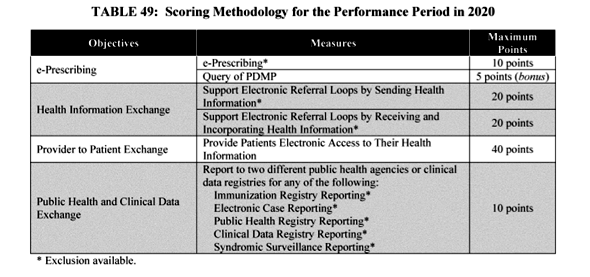 TABLE 49: Scoring Methodology for the Performance Period in 2020
Objectives Measures Maximum
Points
e-Prescribing e-Prescribing* 10 points
Query of PDMP 5 points (bonus)
Health Information Exchange Support Electronic Referral Loops by Sending Health
Information* 20 points
Support Electronic Referral Loops by Receiving and
Incorporating Health Information* 20 points
Provider to Patient Exchange Provide Patients Electronic Access to Their Health
Information 40 points
Public Health and Clinical Data
Exchange Report to two different public health agencies or clinical
data registries for any of the following:
Immunization Registry Reporting*
Electronic Case Reporting*
Public Health Registry Reporting*
Clinical Data Registry Reporting*
Syndromic Surveillance Reporting* 10 points
* Exclusion available.